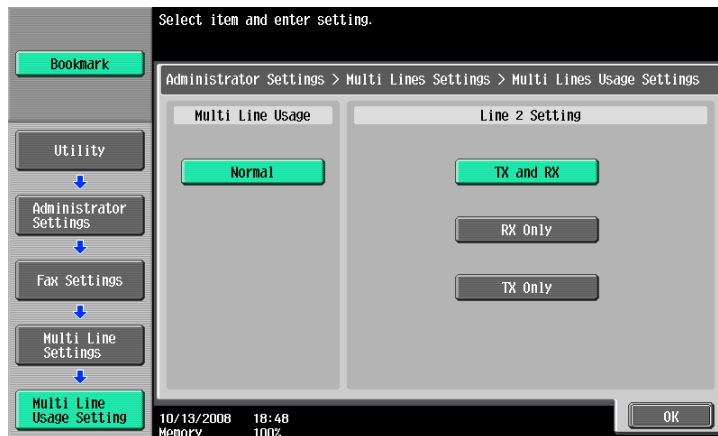 Select item and enter setting.
Bookmark
Administrator Settings > Multi Lines Settings > Multi Lines Usage Settings
Multi Line Usage
Line 2 Setting
Utility
Normal
TX and RX
Administrator
Settings
RX Only
Fax Settings
TX Only
Multi Line
Settings
Multi Line
Usage Setting
10/13/2008 18:48
Memory 100%
OK